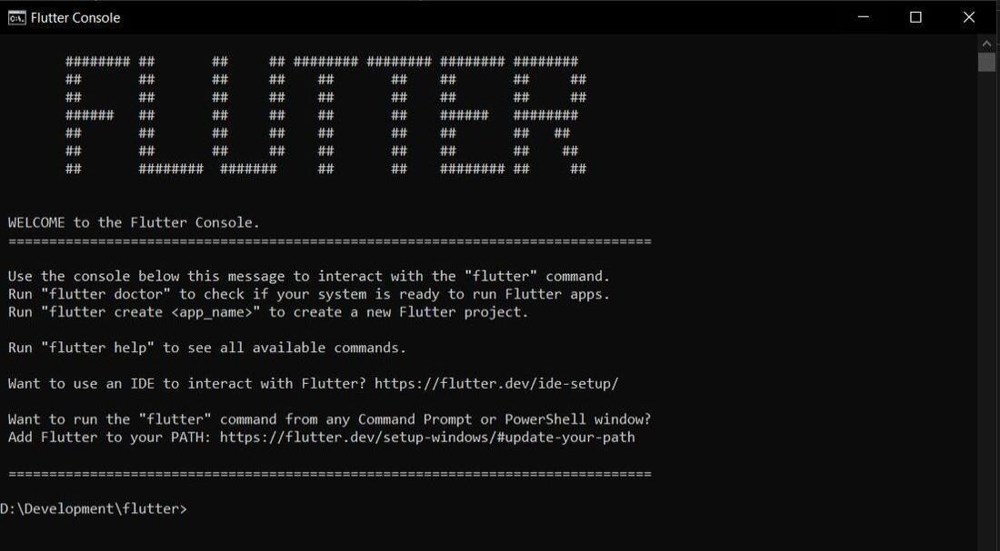 Flutter Console
######## ##       ##     ## ######## ######## ######## ########
##       ##       ##     ##    ##       ##    ##       ##     ##
##       ##       ##     ##    ##       ##    ##       ##     ##
######   ##       ##     ##    ##       ##    ######   ########
##       ##       ##     ##    ##       ##    ##       ##   ##
##       ##       ##     ##    ##       ##    ##       ##    ##
##       ########  #######     ##       ##    ######## ##     ##
WELCOME to the Flutter Console.
===============================================================================
Use the console below this message to interact with the "flutter" command.
Run "flutter doctor" to check if your system is ready to run Flutter apps.
Run "flutter create <app_name>" to create a new Flutter project.
Run "flutter help" to see all available commands.
Want to use an IDE to interact with Flutter? https://flutter.dev/ide-setup/
Want to run the "flutter" command from any Command Prompt or PowerShell window?
Add Flutter to your PATH: https://flutter.dev/setup-windows/#update-your-path
===============================================================================
D:\Development\flutter>